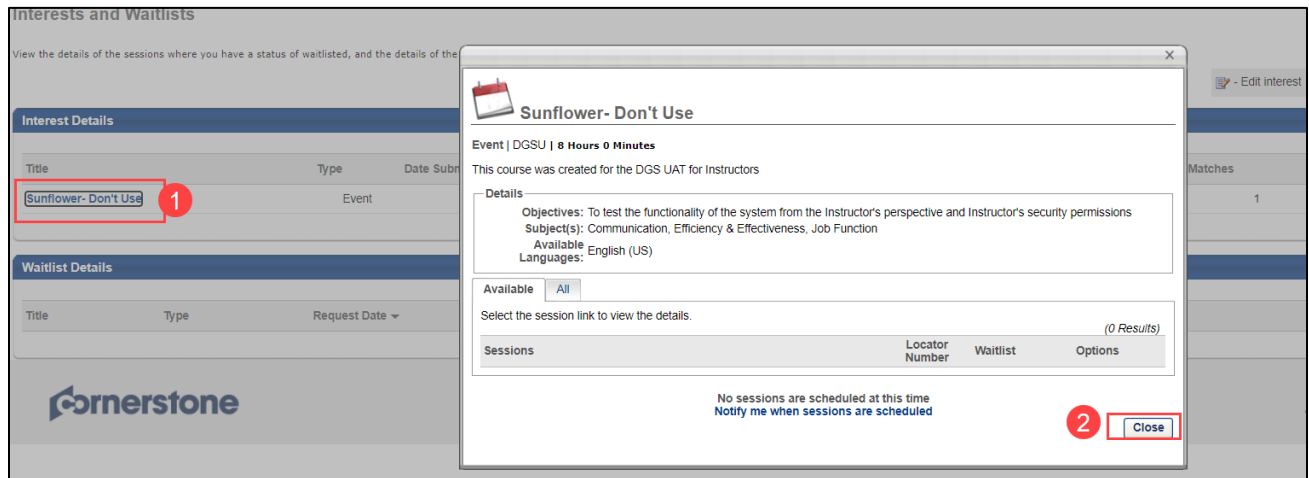 Interests and Waitlists
View the details of the sessions where you have a status of waitlisted, and the details of the
- Edit interest
Interest Details
Title Type Date Subm Matches
Sunflower- Don't Use 1 Event 1
Waitlist Details
Title Type Request Date
cornerstone
X
Sunflower- Don't Use
Event | DGSU | 8 Hours 0 Minutes
This course was created for the DGS UAT for Instructors
Details
Objectives: To test the functionality of the system from the Instructor's perspective and Instructor's security permissions
Subject(s): Communication, Efficiency & Effectiveness, Job Function
Available
Languages: English (US)
Available All
Select the session link to view the details.
(0 Results)
Sessions Locator Number Waitlist Options
No sessions are scheduled at this time
Notify me when sessions are scheduled
2 Close